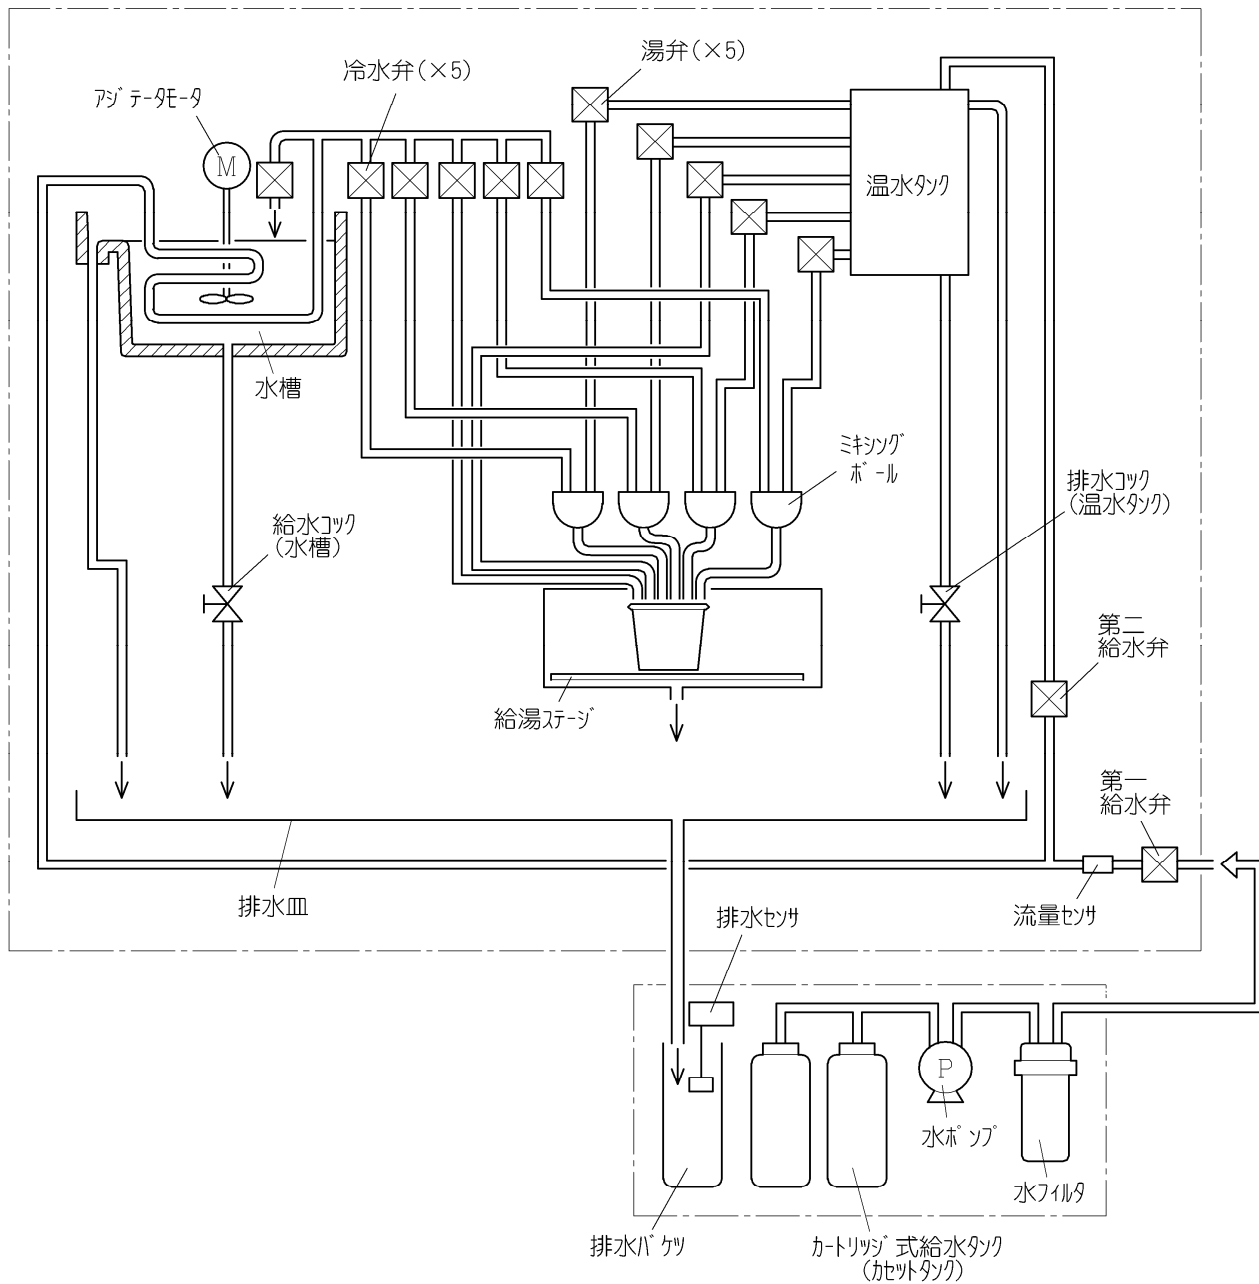 湯弁(×5)
冷水弁(×5)
ｱｼﾞﾃｰﾀﾓｰﾀ
M
温水ﾀﾝｸ
水槽
ﾐｷｼﾝｸﾞ
ﾎﾞｰﾙ
排水ｺｯｸ
(温水ﾀﾝｸ)
給水ｺｯｸ
(水槽)
第二
給水弁
給湯ｽﾃｰｼﾞ
第一
給水弁
排水皿
排水ｾﾝｻ
流量ｾﾝｻ
P
水ﾎﾟﾝﾌﾟ
水ﾌｨﾙﾀ
排水ﾊﾞｹﾂ
ｶｰﾄﾘｯｼﾞ式給水ﾀﾝｸ
(ｶｾｯﾄﾀﾝｸ)